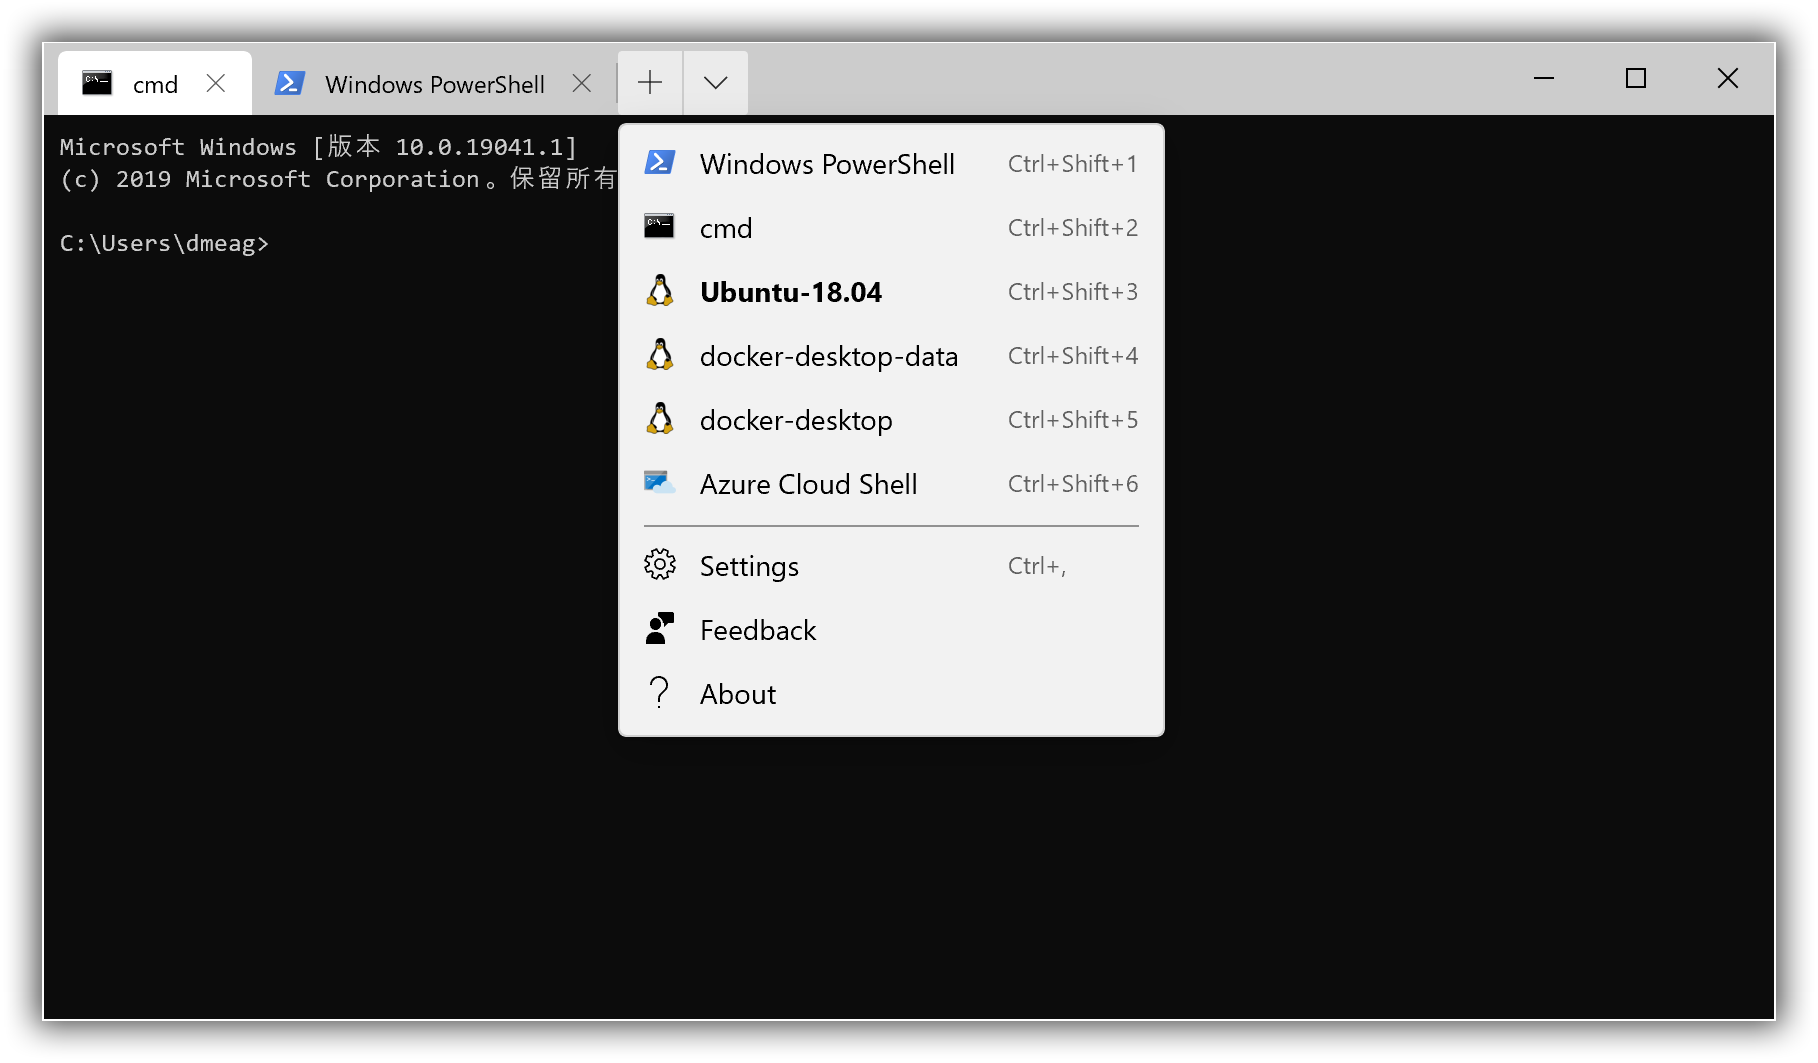 cmd
Windows PowerShell
Microsoft Windows [版本 10.0.19041.1]
(c) 2019 Microsoft Corporation。保留所有
C:\Users\dmeag>
Windows PowerShell Ctrl+Shift+1
cmd Ctrl+Shift+2
Ubuntu-18.04 Ctrl+Shift+3
docker-desktop-data Ctrl+Shift+4
docker-desktop Ctrl+Shift+5
Azure Cloud Shell Ctrl+Shift+6
Settings Ctrl+,
Feedback
About